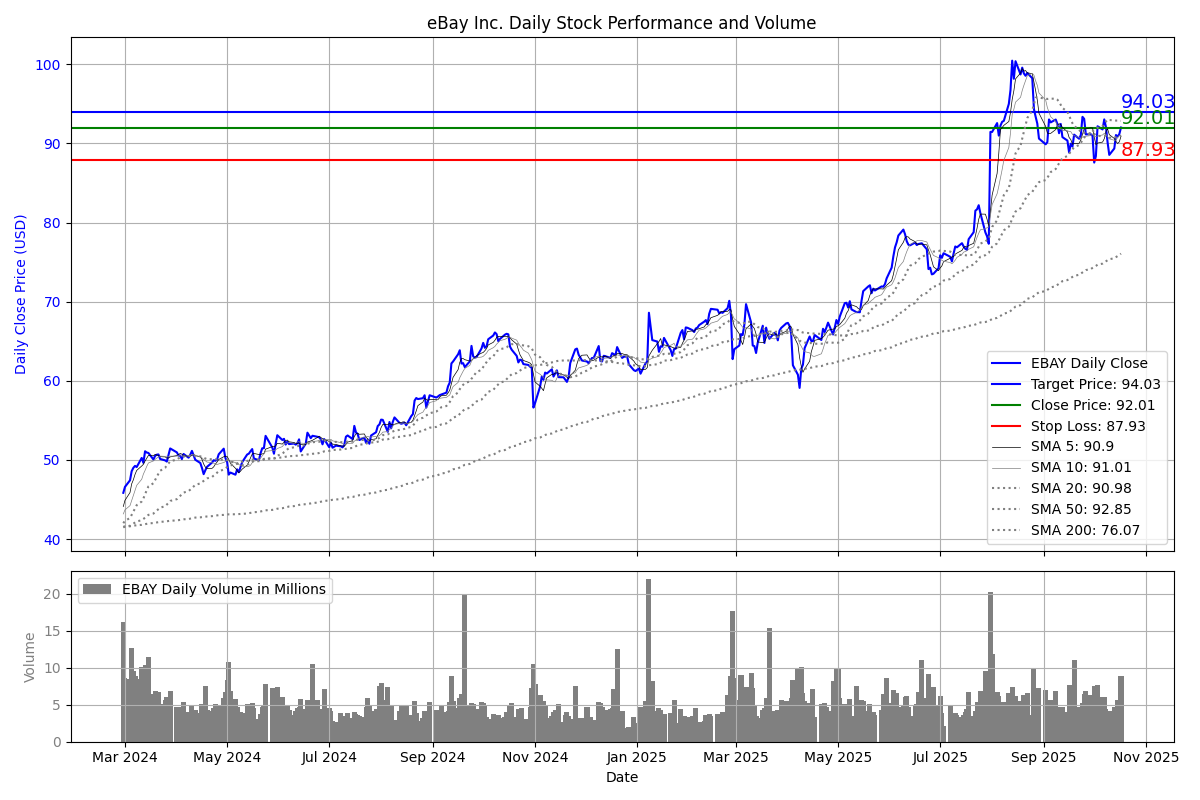 eBay Inc. Daily Stock Performance and Volume
Daily Close Price (USD)
100
90
80
70
60
50
40
94.03
92.01
87.93
EBAY Daily Close
Target Price: 94.03
Close Price: 92.01
Stop Loss: 87.93
SMA 5: 90.9
SMA 10: 91.01
SMA 20: 90.98
SMA 50: 92.85
SMA 200: 76.07
EBAY Daily Volume in Millions
Volume
20
15
10
5
0
Mar 2024 May 2024 Jul 2024 Sep 2024 Nov 2024 Jan 2025 Mar 2025 May 2025 Jul 2025 Sep 2025 Nov 2025
Date